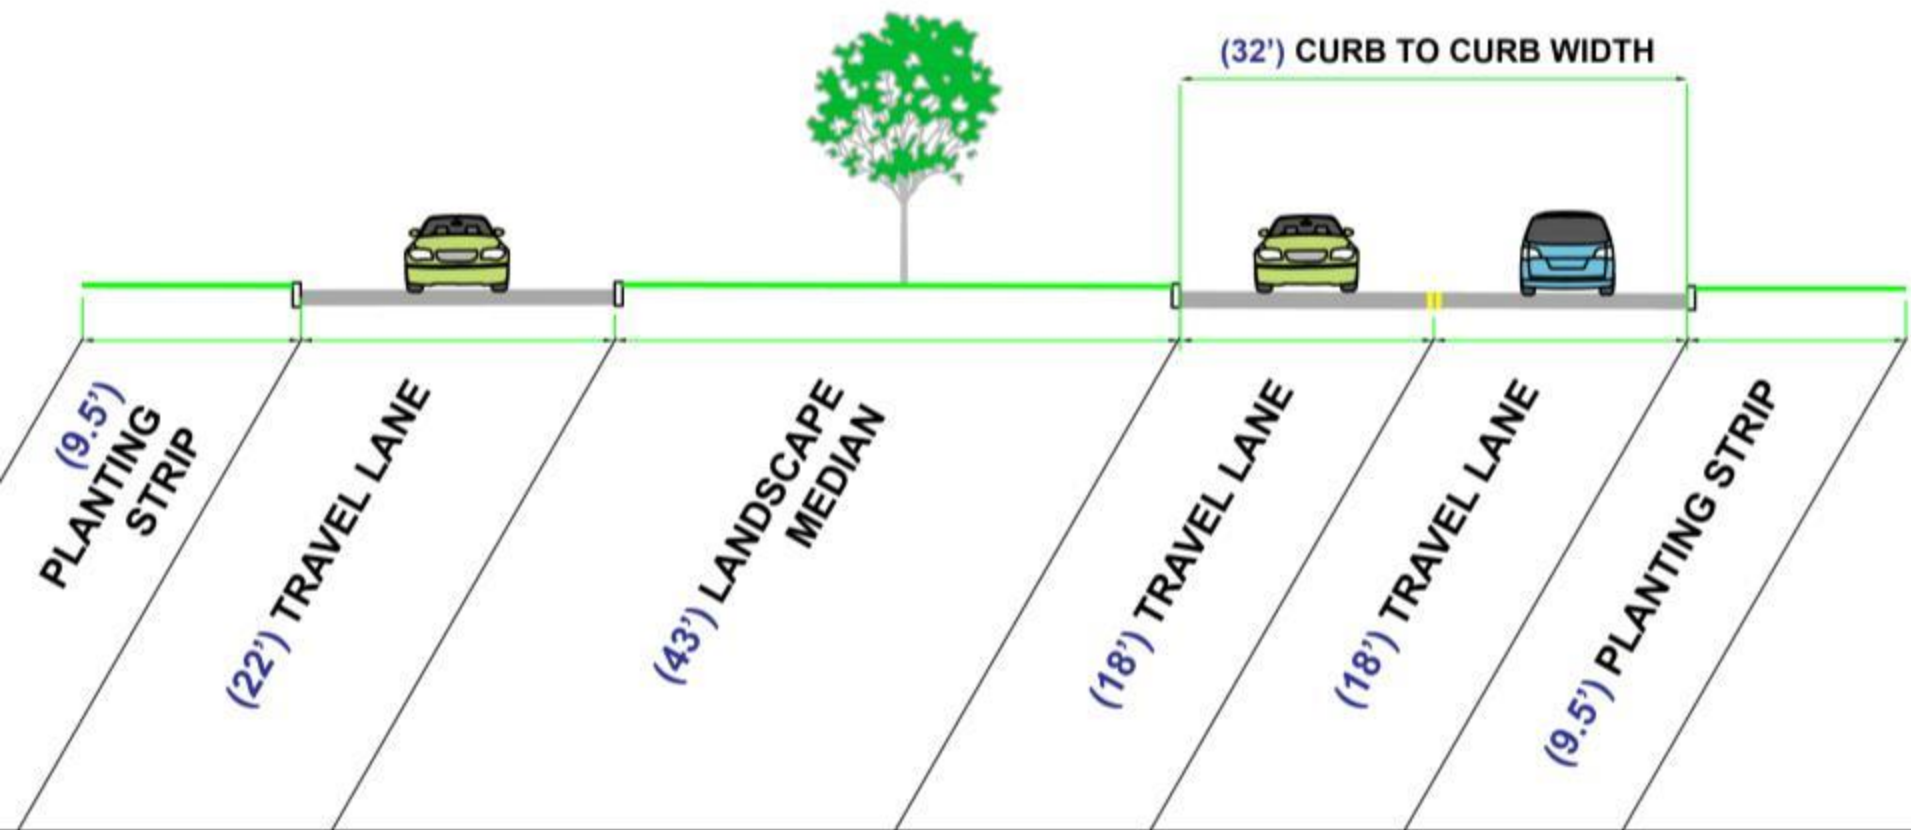 (32’) CURB TO CURB WIDTH
(9.5’)
PLANTING
STRIP
(22’) TRAVEL LANE
(43’) LANDSCAPE
MEDIAN
(18’) TRAVEL LANE
(18’) TRAVEL LANE
(9.5’) PLANTING STRIP